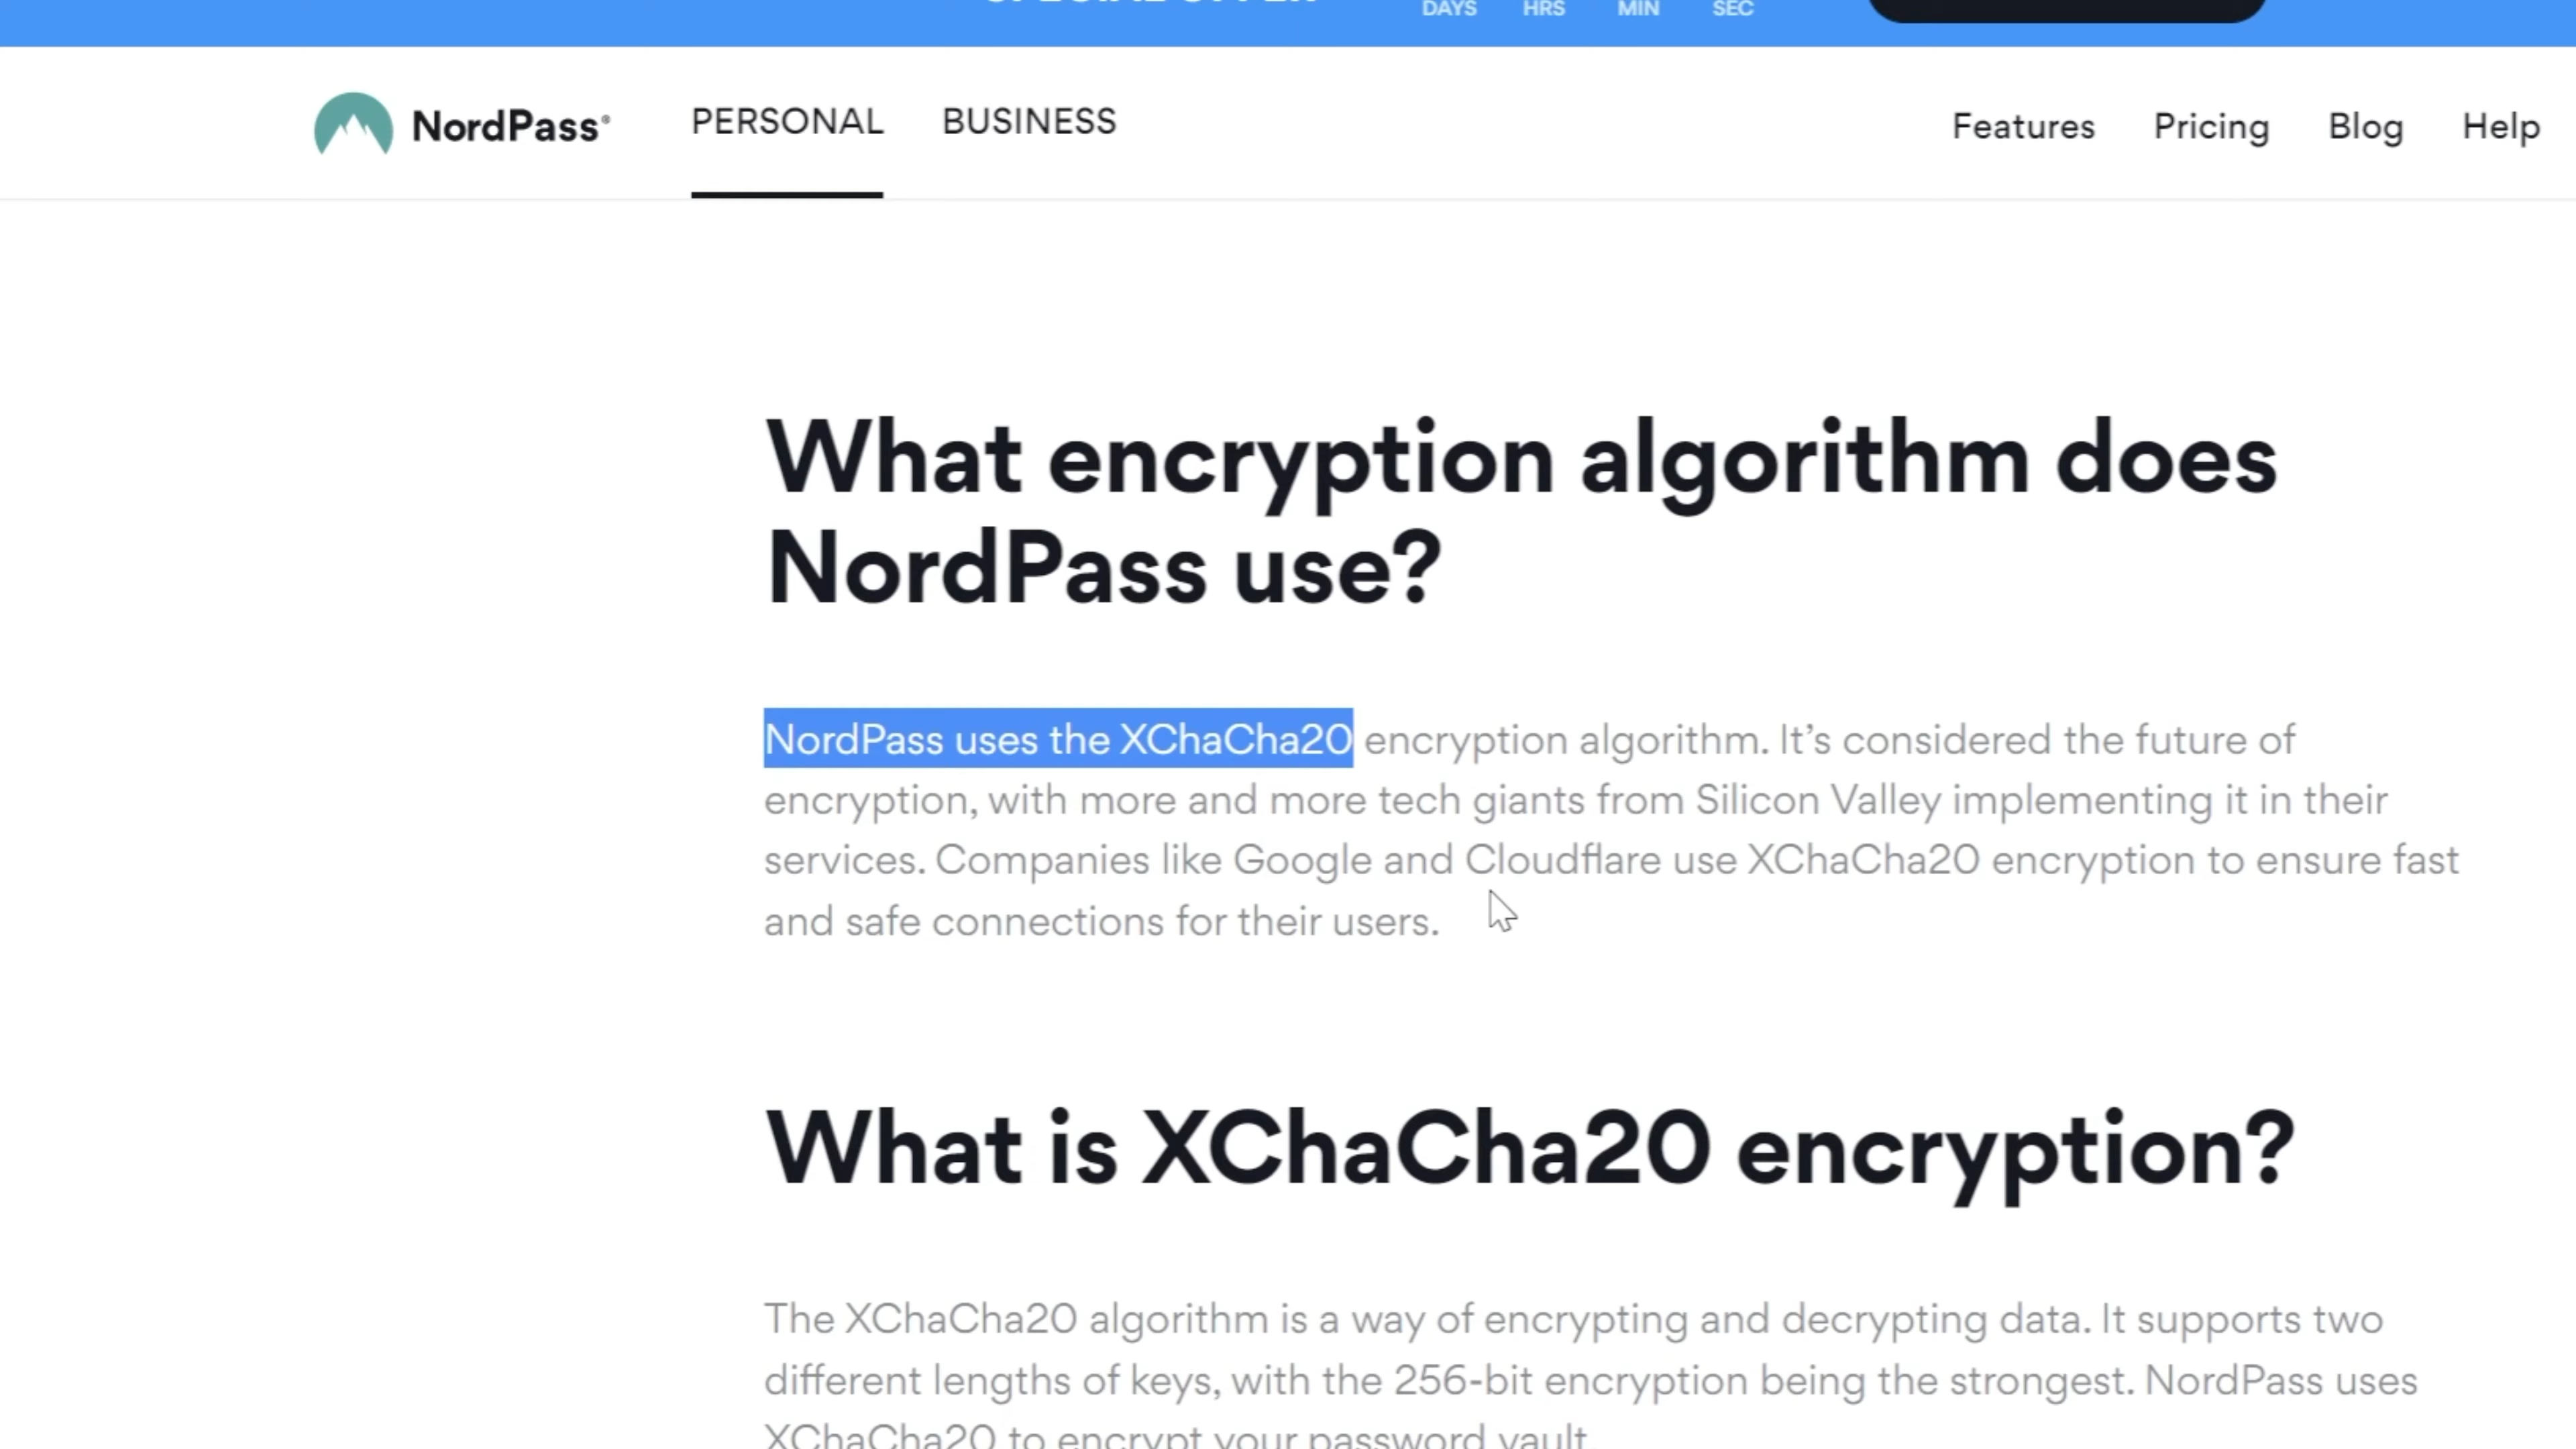 SPECIAL OFFER
DAYS HRS MIN SEC
NordPass®
PERSONAL BUSINESS
Features Pricing Blog Help
What encryption algorithm does
NordPass use?
NordPass uses the XChaCha20 encryption algorithm. It’s considered the future of
encryption, with more and more tech giants from Silicon Valley implementing it in their
services. Companies like Google and Cloudflare use XChaCha20 encryption to ensure fast
and safe connections for their users.
What is XChaCha20 encryption?
The XChaCha20 algorithm is a way of encrypting and decrypting data. It supports two
different lengths of keys, with the 256-bit encryption being the strongest. NordPass uses
XChaCha20 to encrypt your password vault.